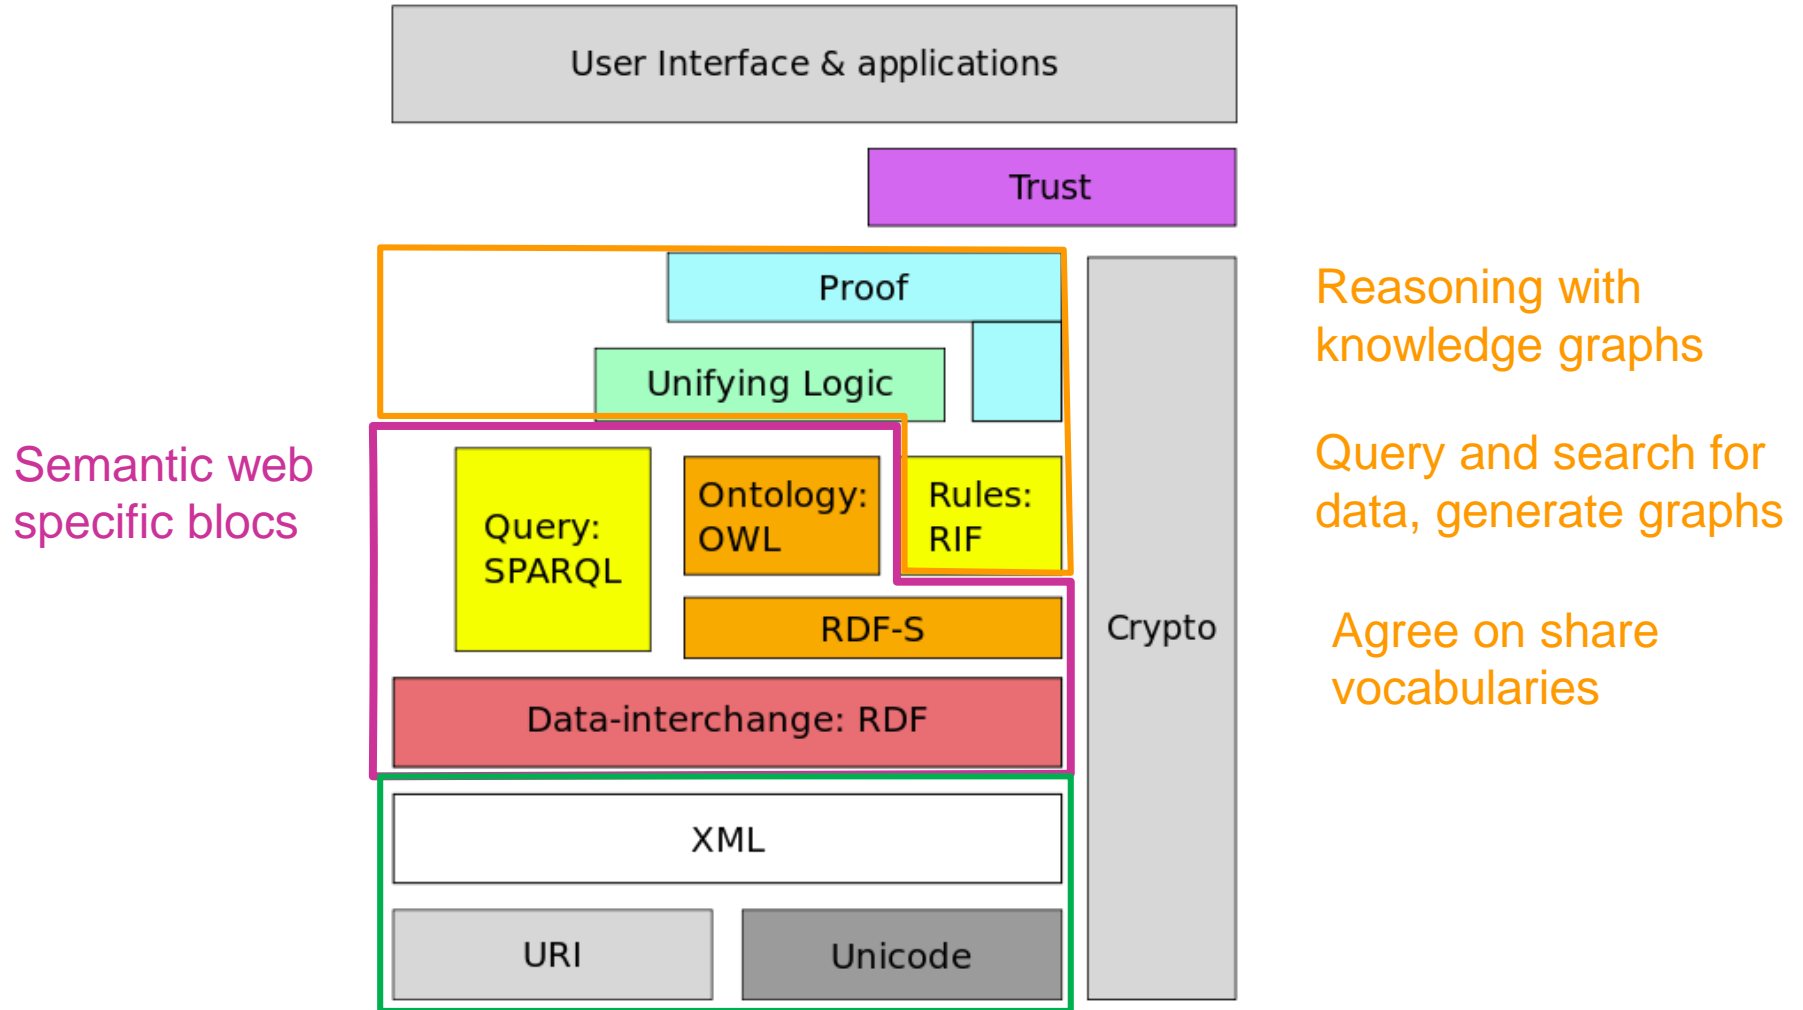 User Interface & applications
Trust
Proof
Unifying Logic
Reasoning with
knowledge graphs
Semantic web
specific blocs
Query:
SPARQL
Ontology:
OWL
Rules:
RIF
Query and search for
data, generate graphs
RDF-S
Crypto
Agree on share
vocabularies
Data-interchange: RDF
XML
URI
Unicode